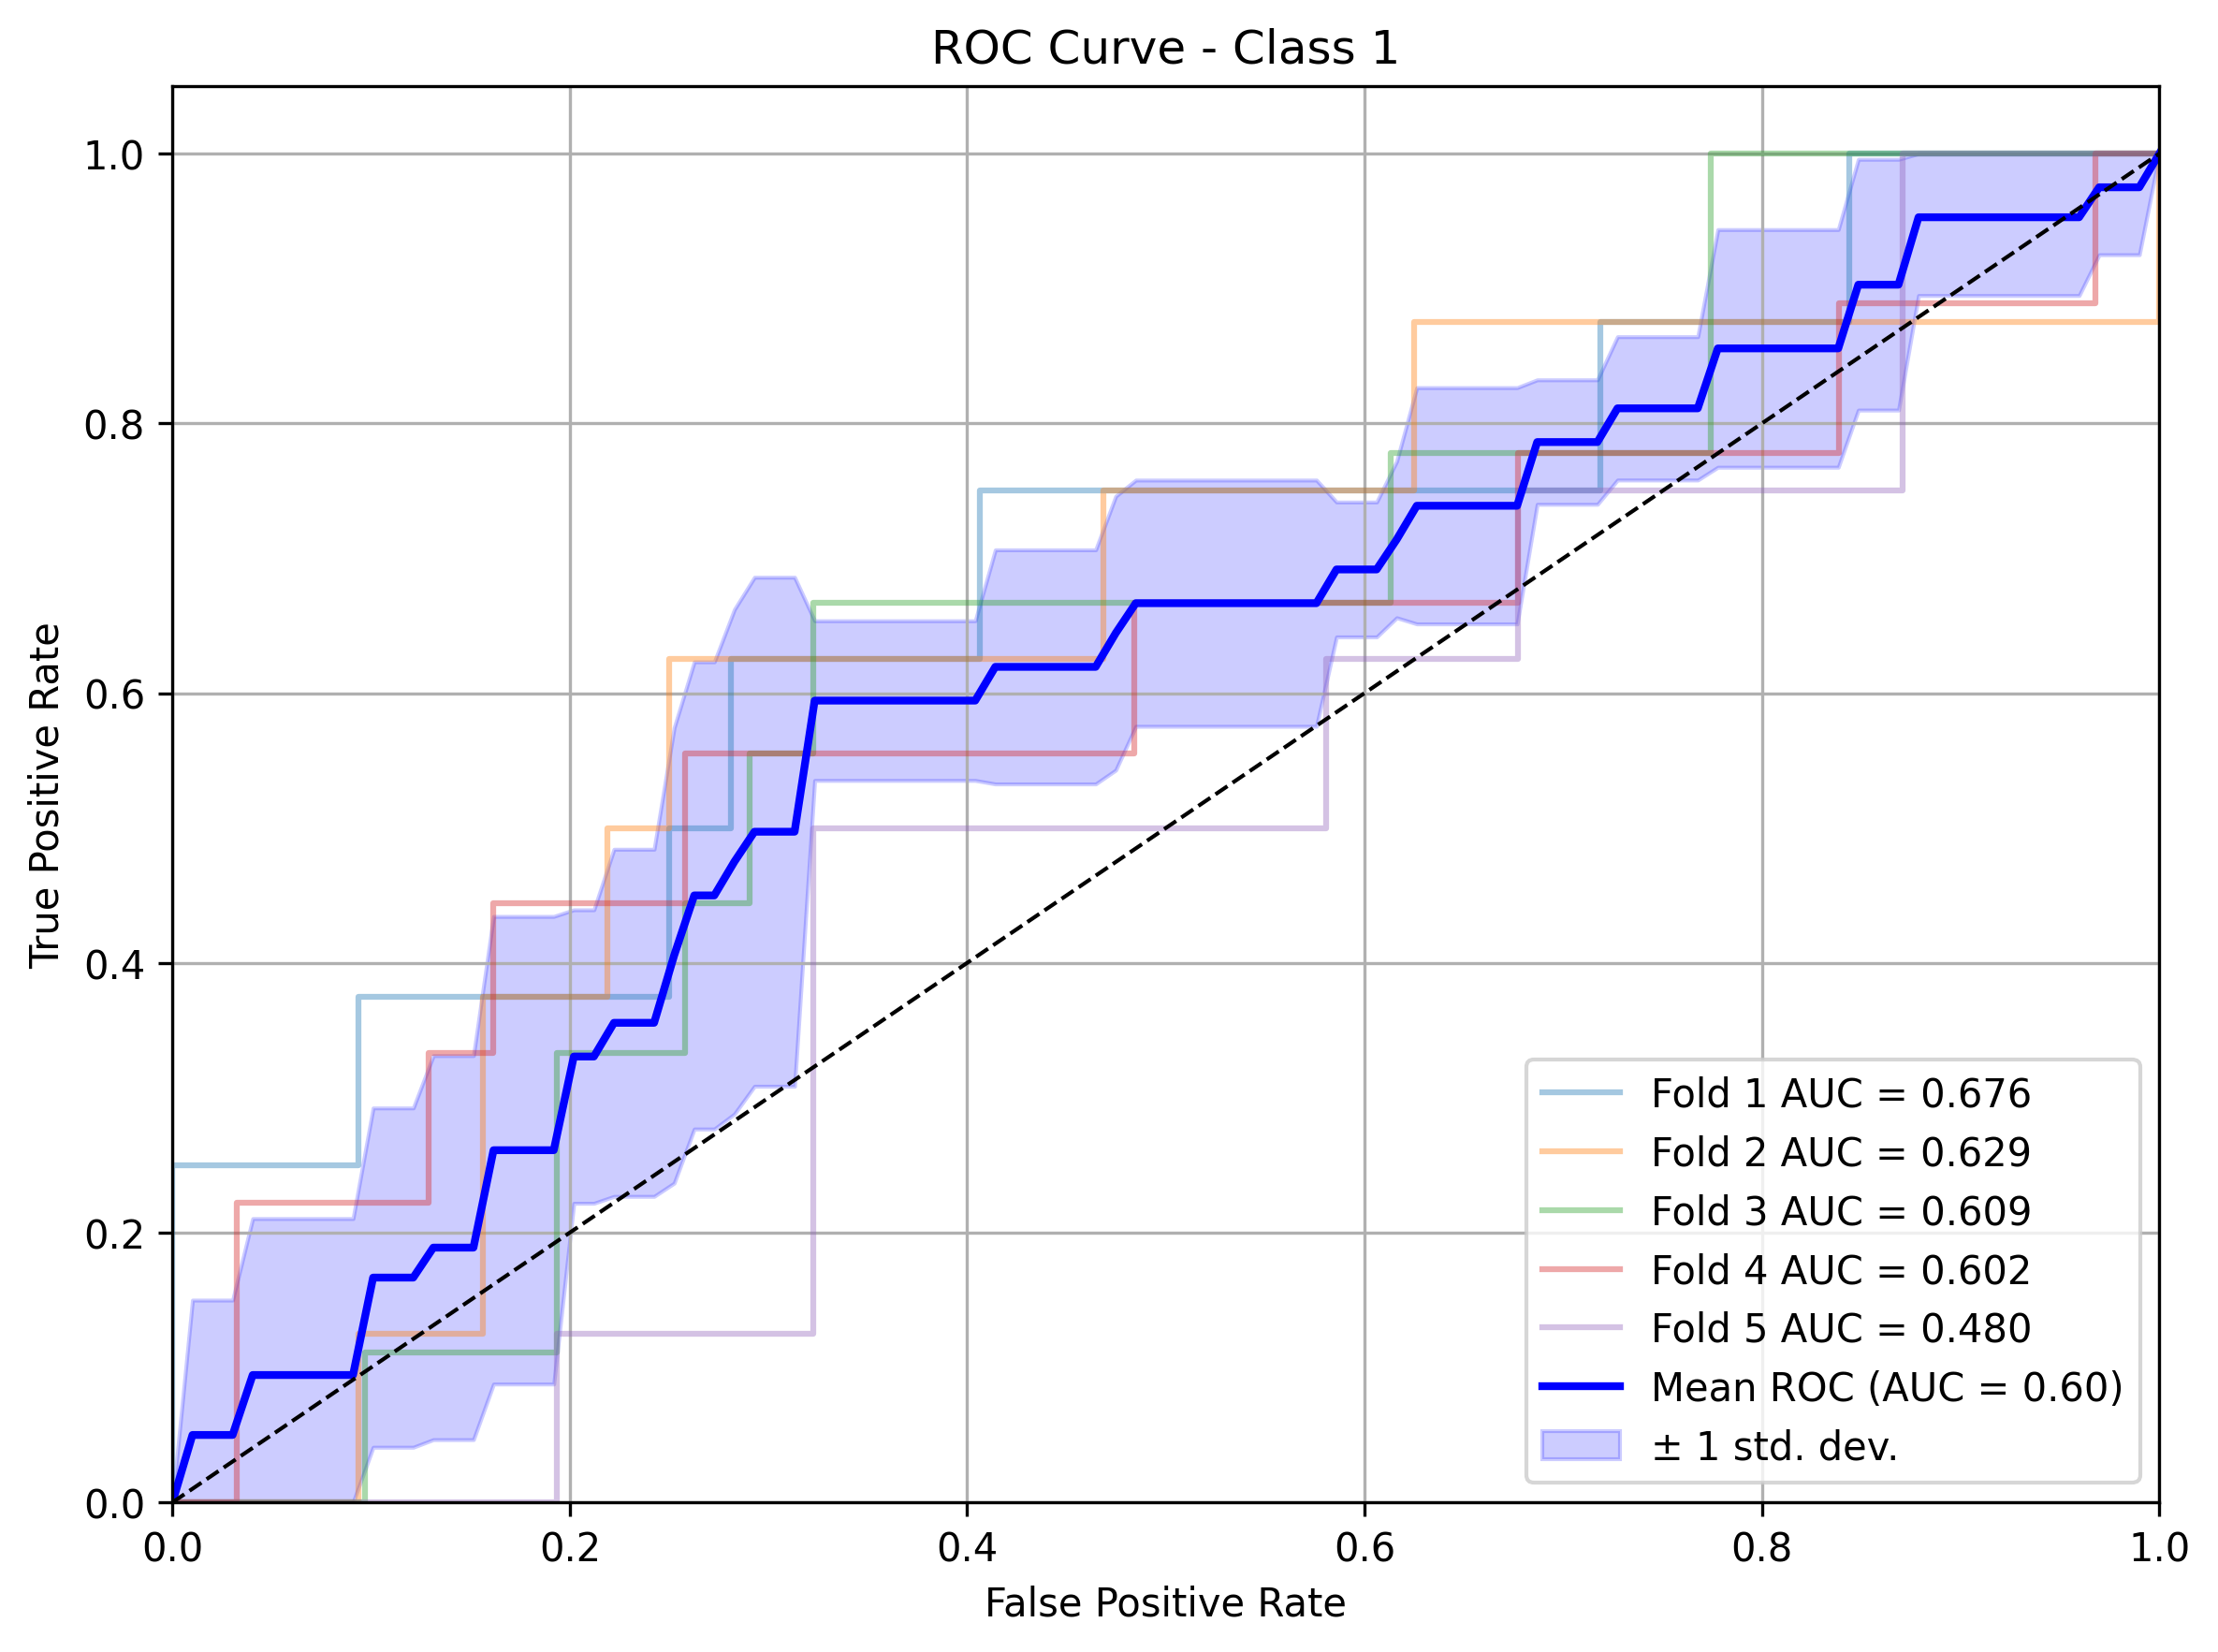 ROC Curve - Class 1
True Positive Rate
1.0
0.8
0.6
0.4
0.2
0.0
0.0 0.2 0.4 0.6 0.8 1.0
False Positive Rate
Fold 1 AUC = 0.676
Fold 2 AUC = 0.629
Fold 3 AUC = 0.609
Fold 4 AUC = 0.602
Fold 5 AUC = 0.480
Mean ROC (AUC = 0.60)
± 1 std. dev.